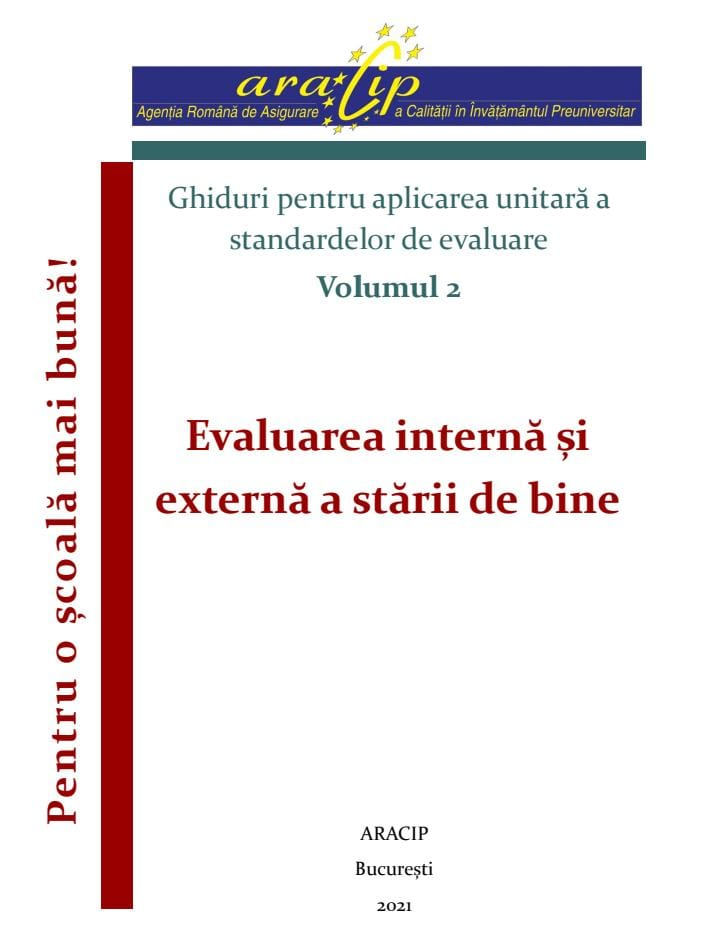 aracip
Agenția Română de Asigurare a Calității în Învățământul Preuniversitar
Ghiduri pentru aplicarea unitară a
standardelor de evaluare
Volumul 2
Pentru o școală mai bună!
Evaluarea internă și
externă a stării de bine
ARACIP
București
2021